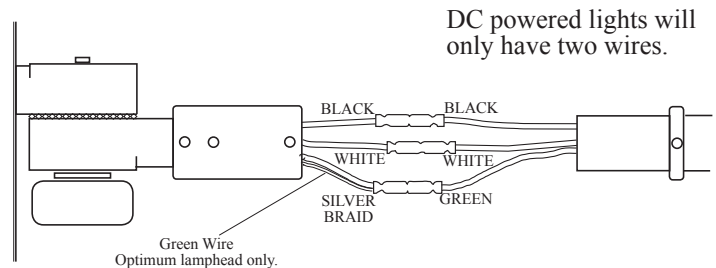 DC powered lights will
only have two wires.
BLACK BLACK
WHITE WHITE
SILVER GREEN
BRAID
Green Wire
Optimum lamphead only.